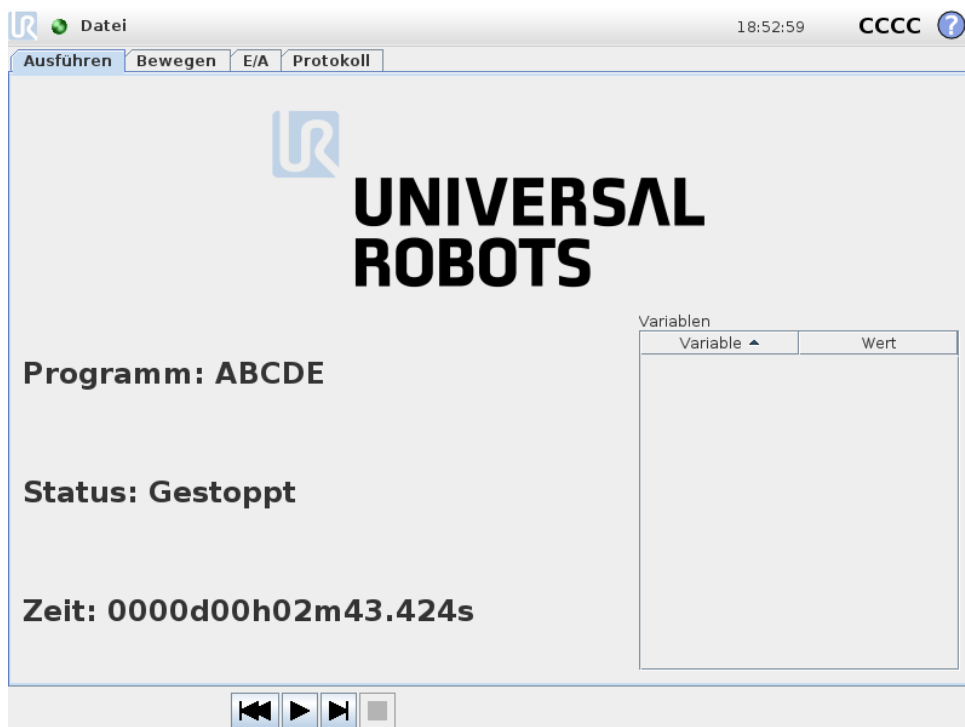 Datei 18:52:59 CCCC ?
Ausführen Bewegen E/A Protokoll
UR
UNIVERSAL
ROBOTS
Variablen
Variable Wert
Programm: ABCDE
Status: Gestoppt
Zeit: 0000d00h02m43.424s